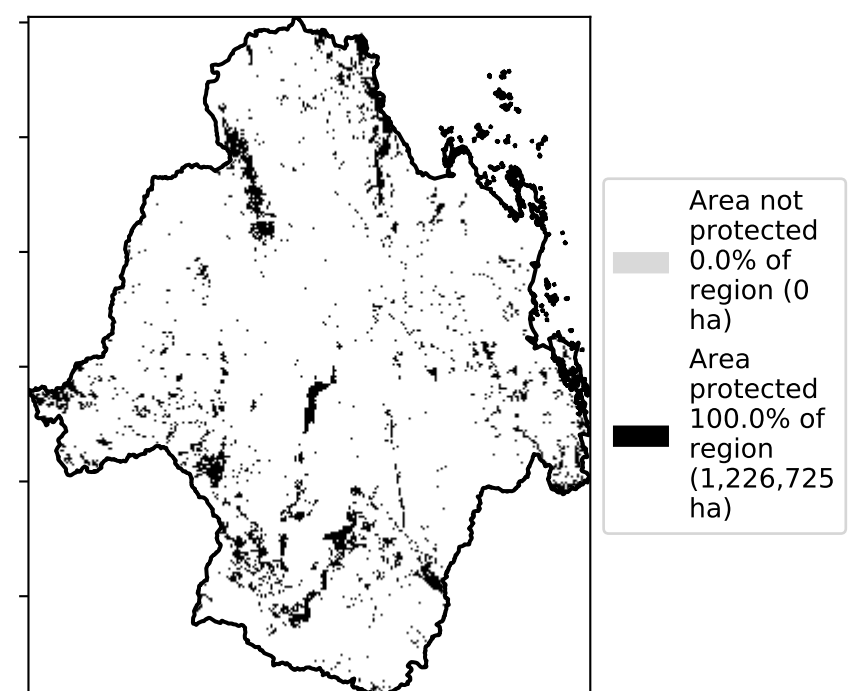 Area not
protected
0.0% of
region (0
ha)
Area
protected
100.0% of
region
(1,226,725
ha)